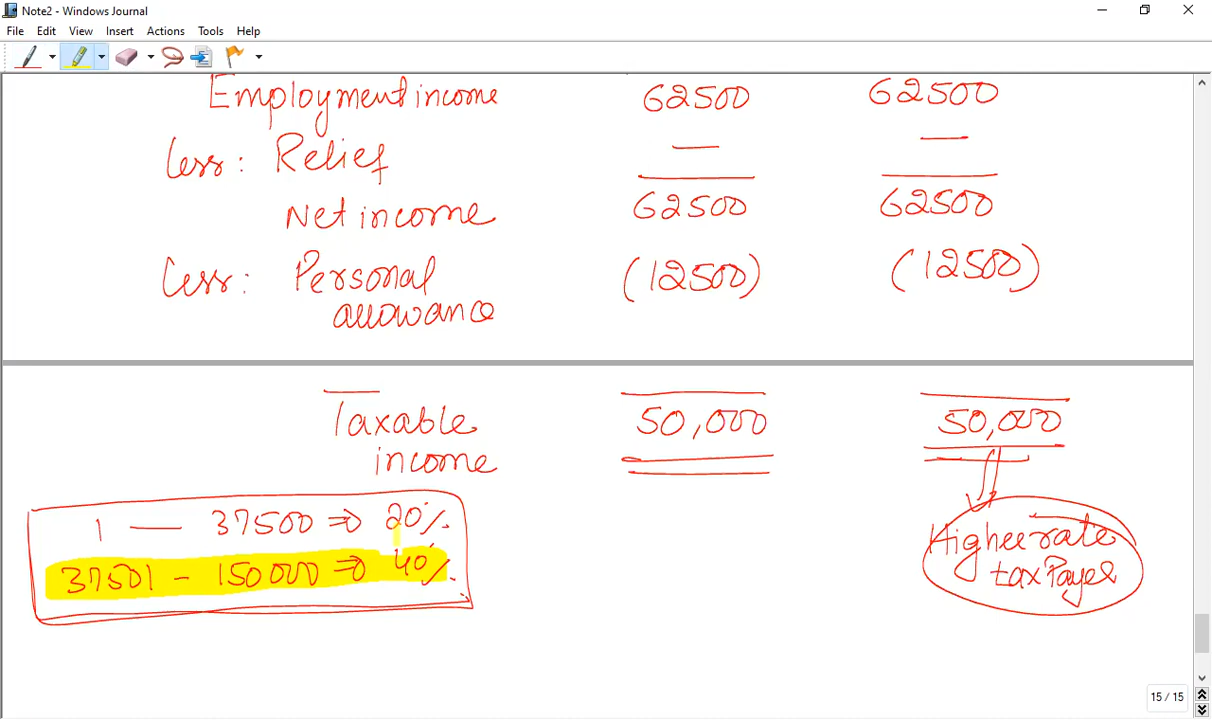 Note2 - Windows Journal
File Edit View Insert Actions Tools Help
Employment income 62500 62500
Less: Relief — —
Net income 62500 62500
Less: Personal allowance (12500) (12500)
Taxable income 50,000 50,000
1 — 37500 ⇒ 20%
37501 - 150000 ⇒ 40%
Higher rate
tax Payer
15 / 15